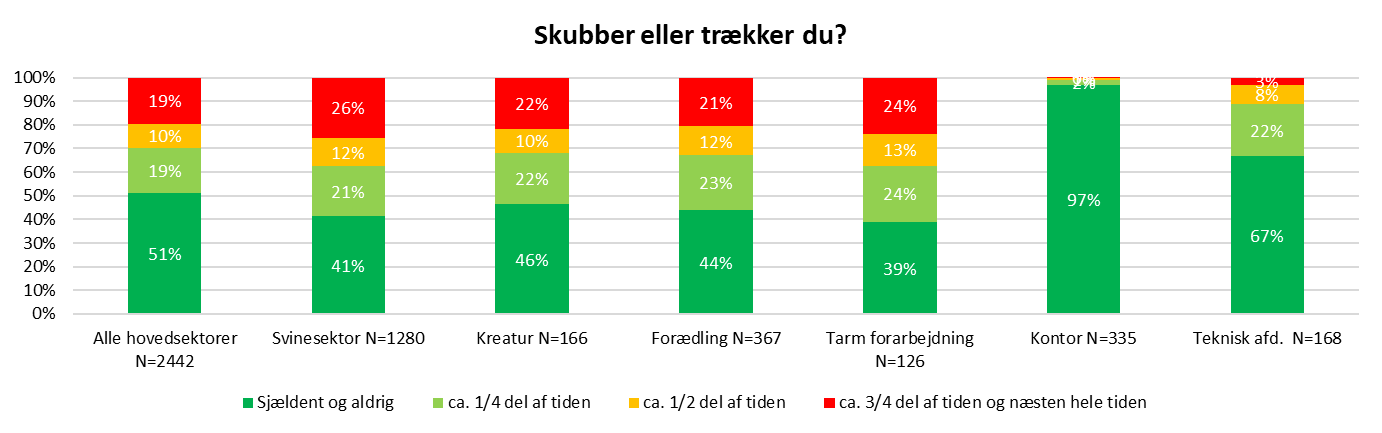 Skubber eller trækker du?
100%
90%
80%
70%
60%
50%
40%
30%
20%
10%
0%
19%
10%
19%
51%
26%
12%
21%
41%
22%
10%
22%
46%
21%
12%
23%
44%
24%
13%
24%
39%
2%
97%
3%
8%
22%
67%
Alle hovedsektorer
N=2442
Svinesektor N=1280
Kreatur N=166
Forædling N=367
Tarm forarbejdning
N=126
Kontor N=335
Teknisk afd.  N=168
Sjældent og aldrig
ca. 1/4 del af tiden
ca. 1/2 del af tiden
ca. 3/4 del af tiden og næsten hele tiden